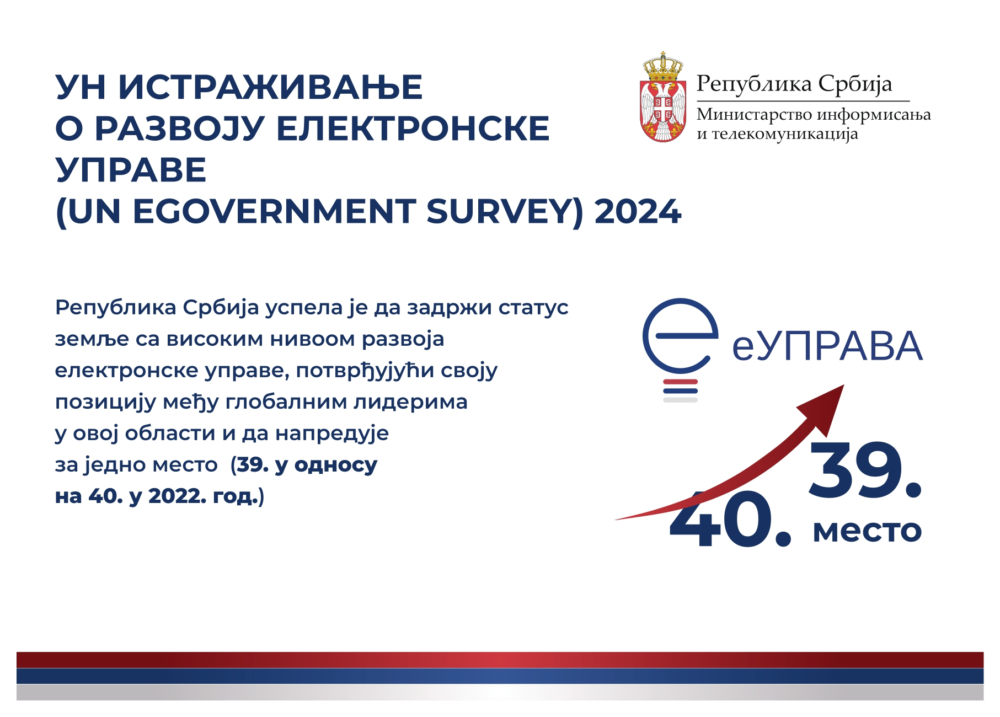 УН ИСТРАЖИВАЊЕ
О РАЗВОЈУ ЕЛЕКТРОНСКЕ
УПРАВЕ
(UN EGOVERNMENT SURVEY) 2024
Република Србија
Министарство информисања
и телекомуникација
Република Србија успела је да задржи статус
земље са високим нивоом развоја
електронске управе, потврђујући своју
позицију међу глобалним лидерима
у овој области и да напредује
за једно место (39. у односу
на 40. у 2022. год.)
еУПРАВА
39.
40. место